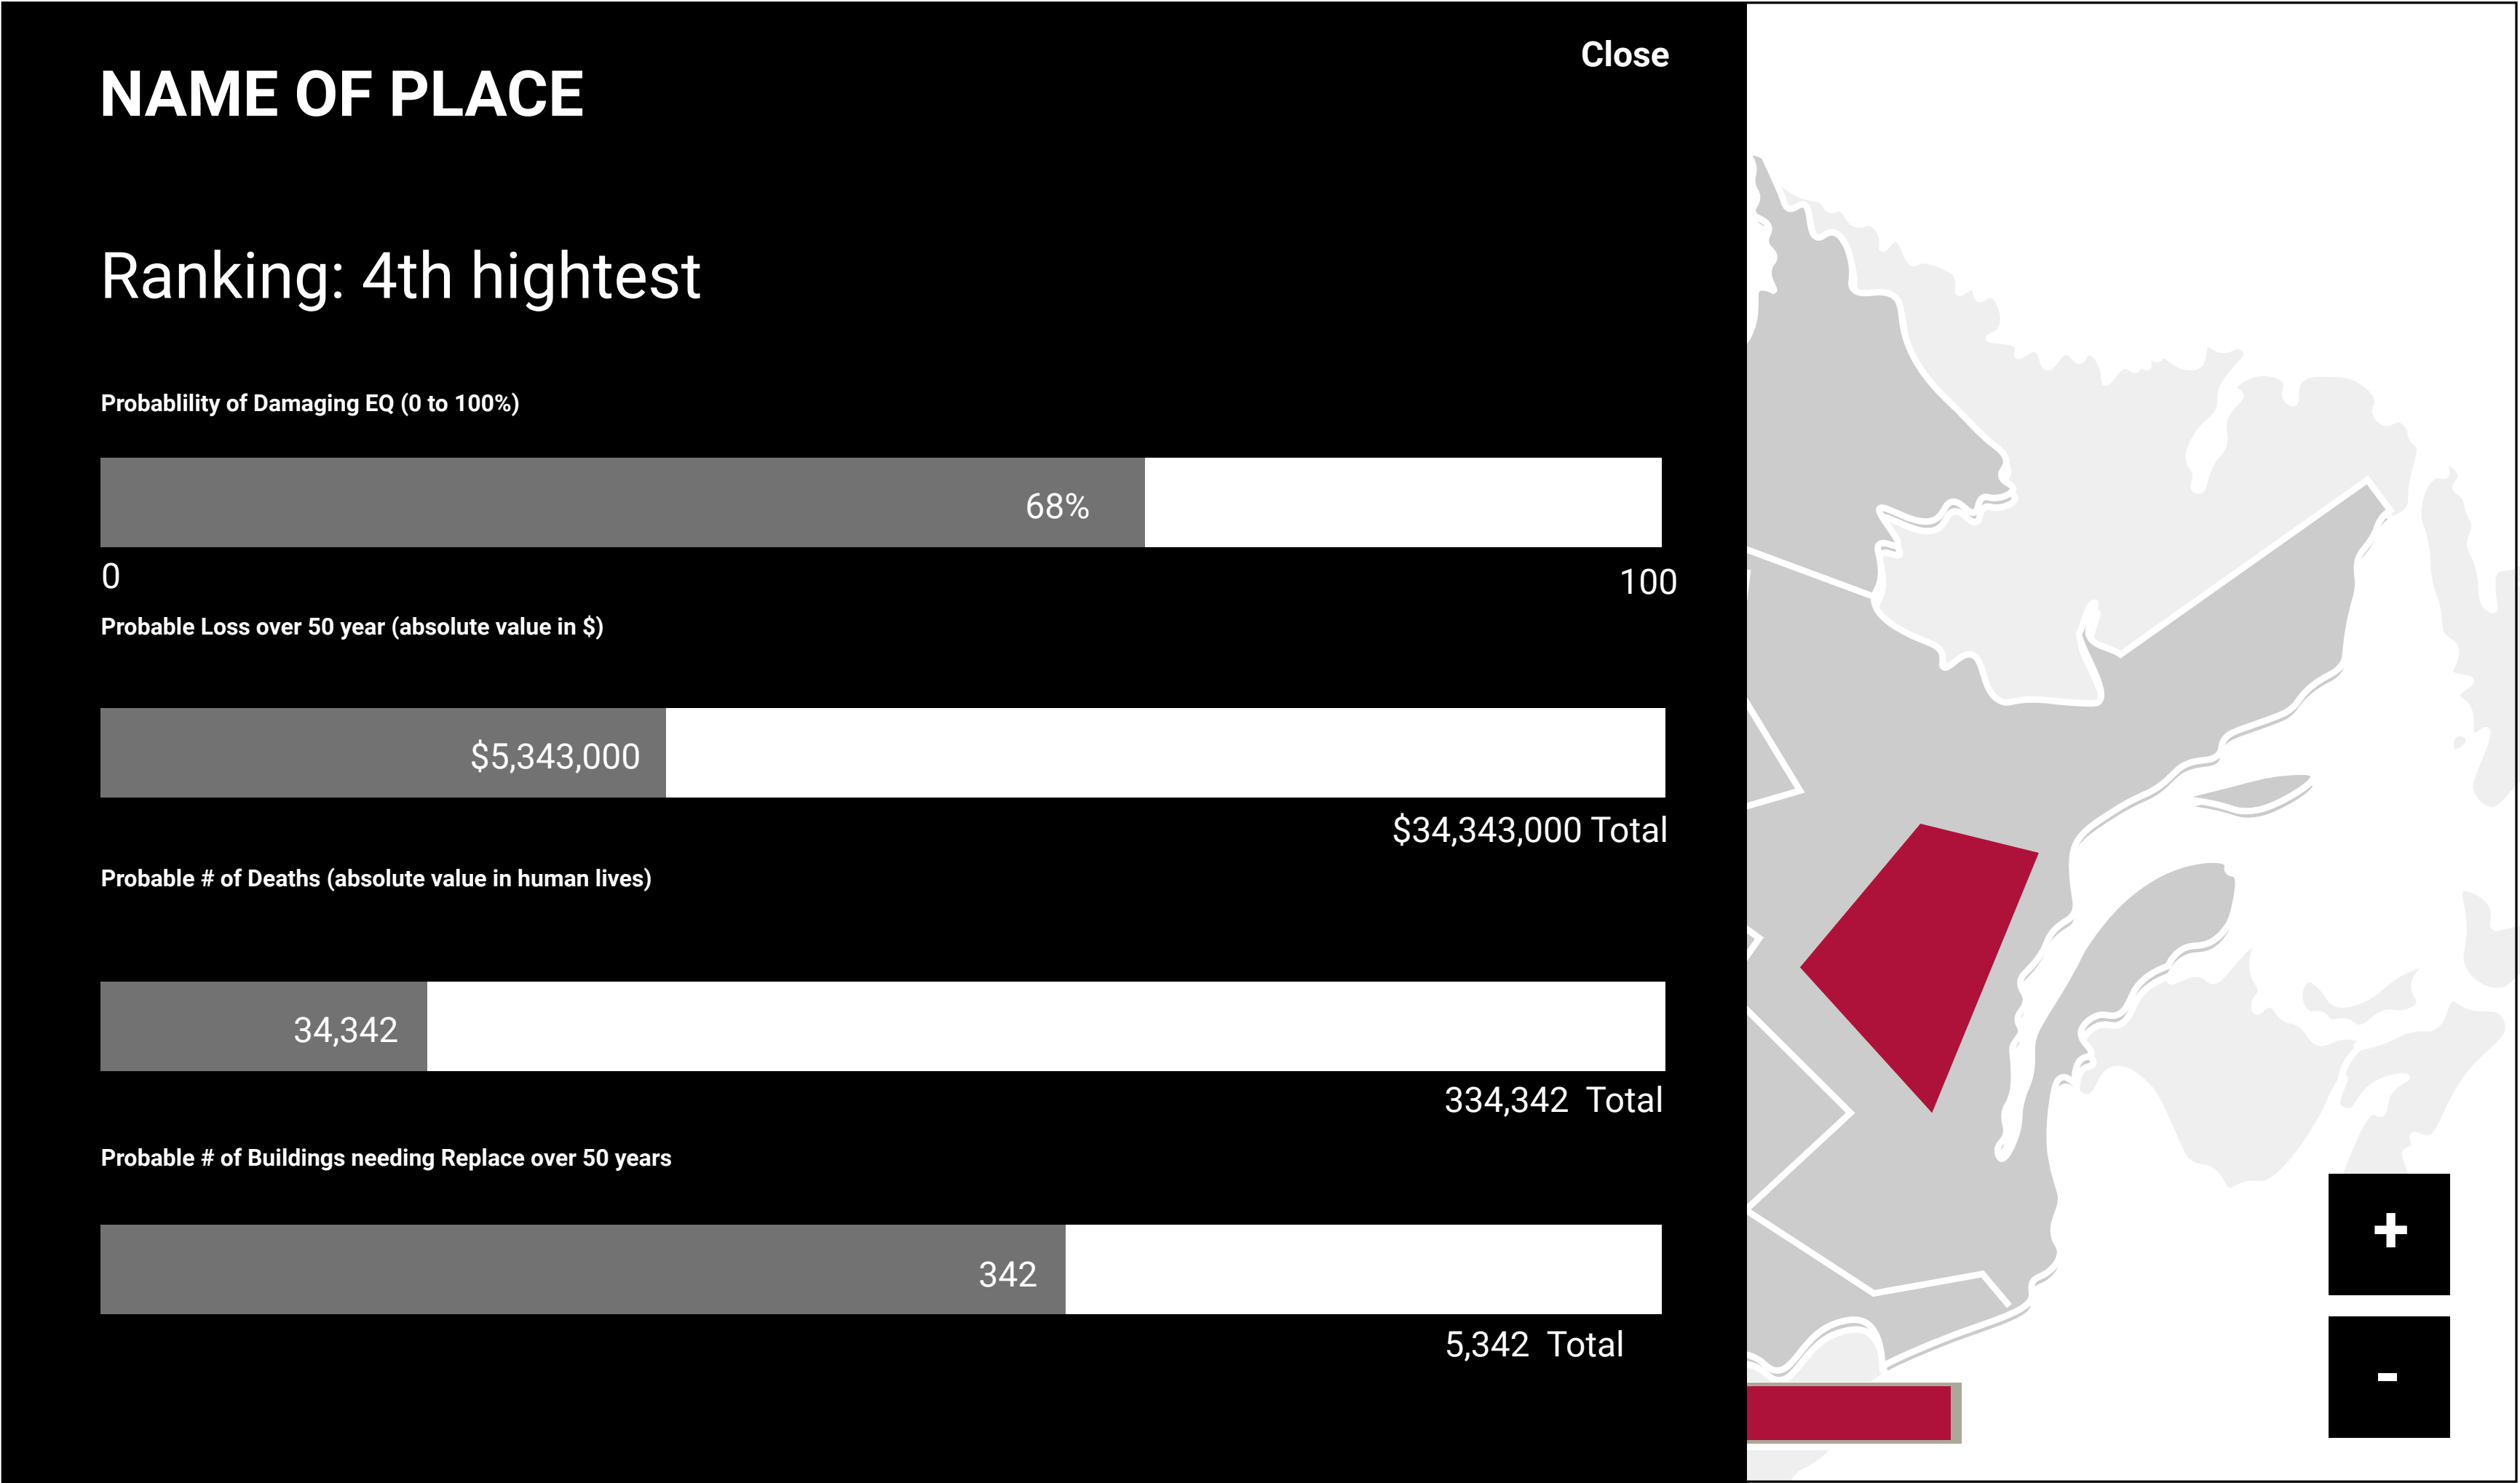 Close
NAME OF PLACE
Ranking: 4th hightest
Probablility of Damaging EQ (0 to 100%)
68%
0
100
Probable Loss over 50 year (absolute value in $)
$5,343,000
$34,343,000 Total
Probable # of Deaths (absolute value in human lives)
34,342
334,342 Total
Probable # of Buildings needing Replace over 50 years
342
5,342 Total
+
-